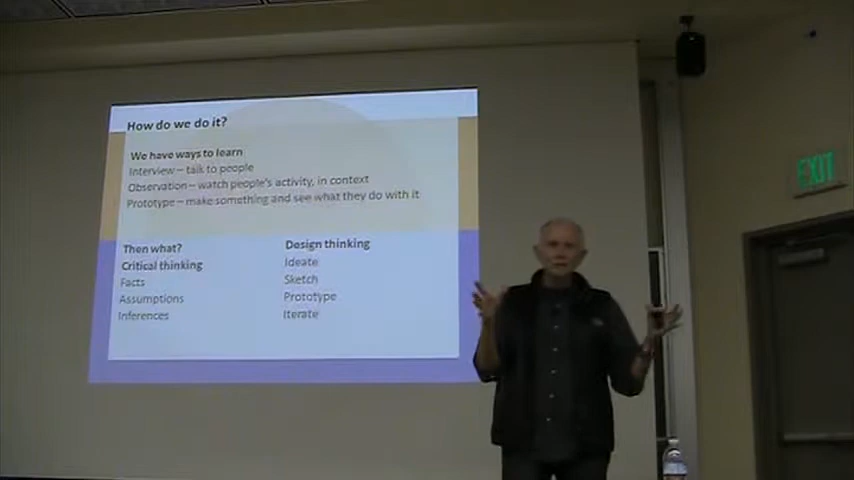 How do we do it?
We have ways to learn
Interview – talk to people
Observation – watch people's activity, in context
Prototype – make something and see what they do with it
Then what?
Critical thinking
Facts
Assumptions
Inferences
Design thinking
Ideate
Sketch
Prototype
Iterate
EXIT